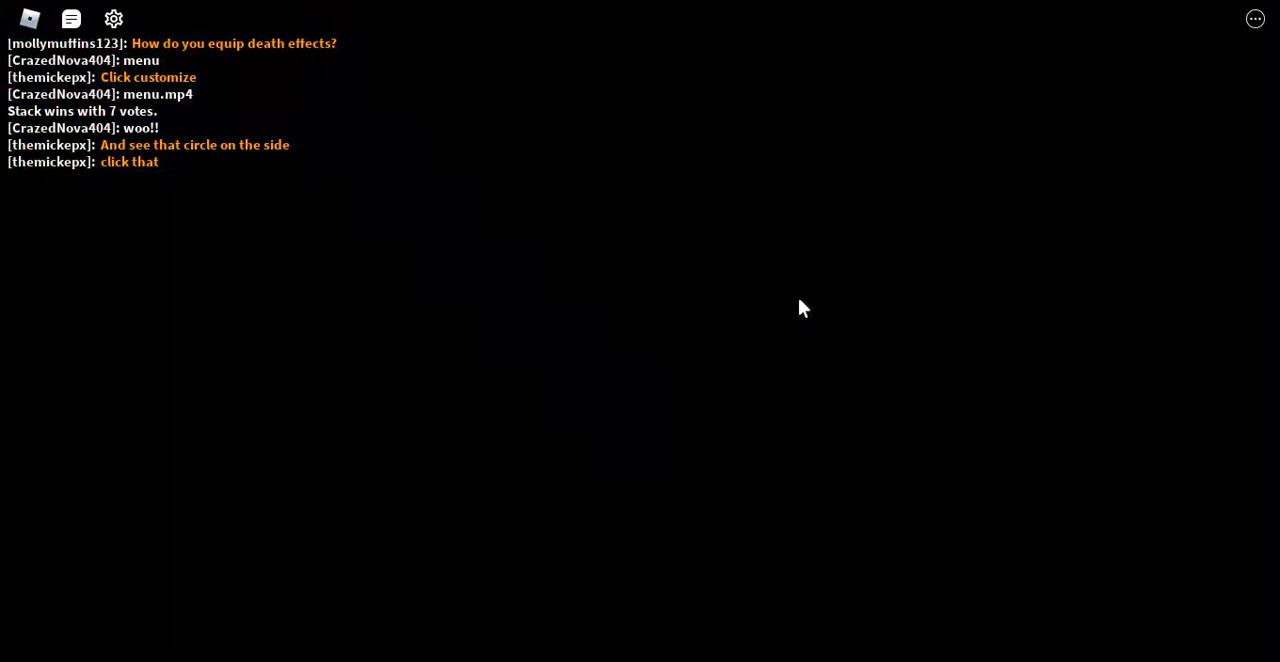 [mollymuffins123]: How do you equip death effects?
[CrazedNova404]: menu
[themickepx]: Click customize
[CrazedNova404]: menu.mp4
Stack wins with 7 votes.
[CrazedNova404]: woo!!
[themickepx]: And see that circle on the side
[themickepx]: click that